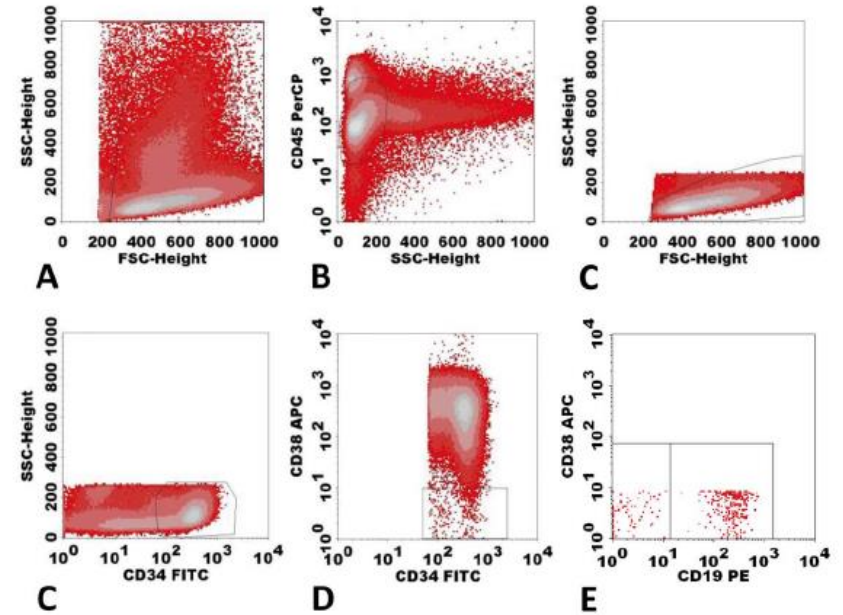 SSC-Height
1000
800
600
400
200
0
0 200 400 600 800 1000
FSC-Height
A
CD45 PerCP
10⁴
10³
10²
10¹
10⁰
0 200 400 600 800 1000
SSC-Height
B
SSC-Height
1000
800
600
400
200
0
0 200 400 600 800 1000
FSC-Height
C
SSC-Height
1000
800
600
400
200
0
10⁰ 10¹ 10² 10³ 10⁴
CD34 FITC
C
CD38 APC
10⁴
10³
10²
10¹
10⁰
10⁰ 10¹ 10² 10³ 10⁴
CD34 FITC
D
CD38 APC
10⁴
10³
10²
10¹
10⁰
10⁰ 10¹ 10² 10³ 10⁴
CD19 PE
E